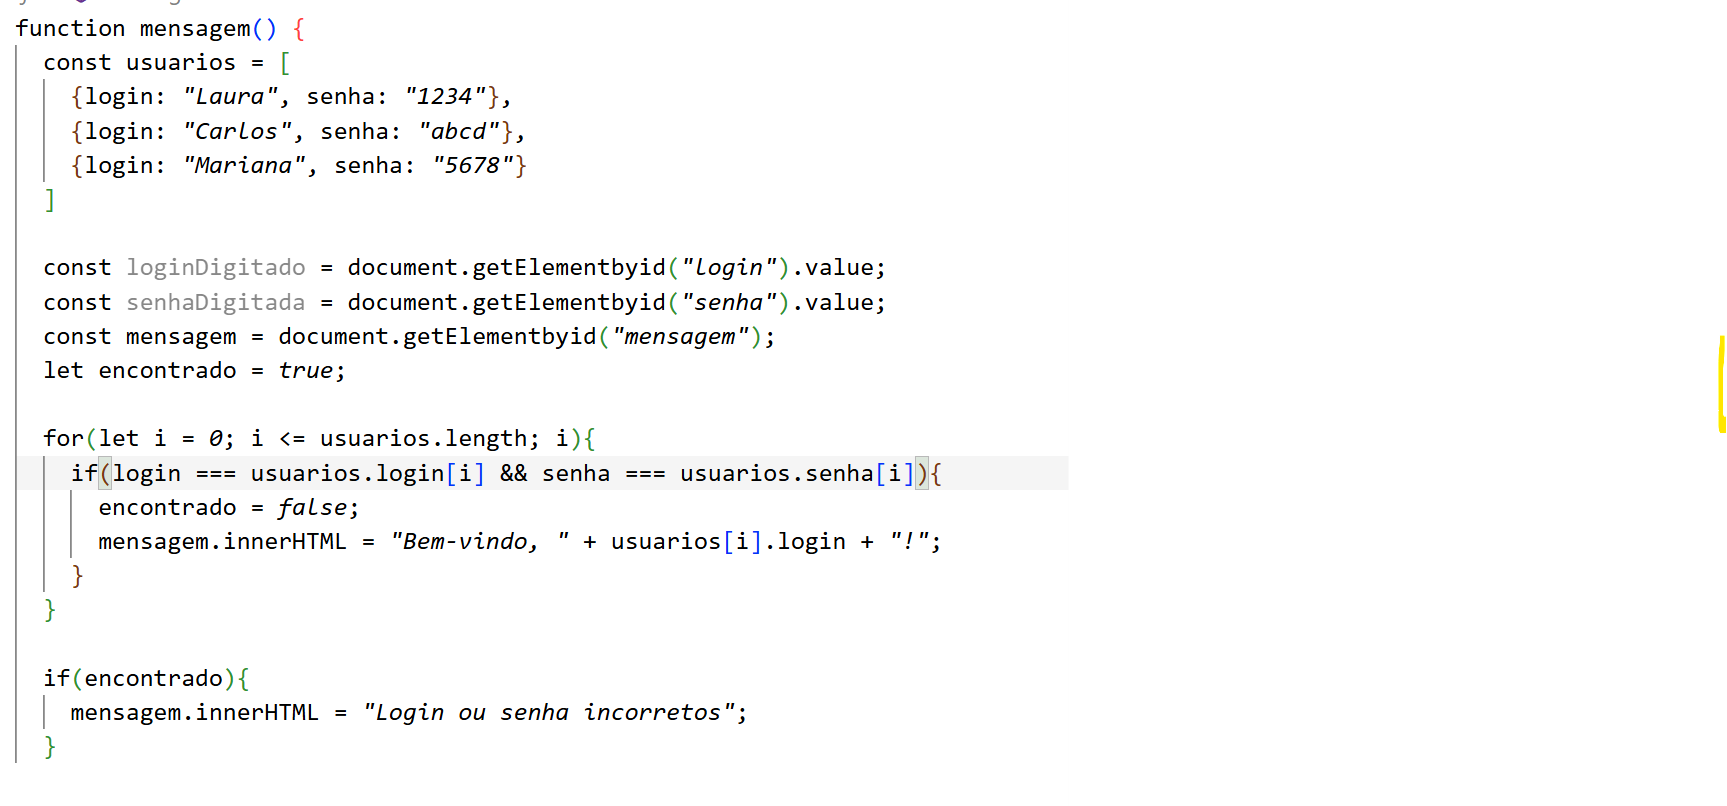 function mensagem() {
const usuarios = [
{login: "Laura", senha: "1234"},
{login: "Carlos", senha: "abcd"},
{login: "Mariana", senha: "5678"}
]
const loginDigitado = document.getElementbyid("login").value;
const senhaDigitada = document.getElementbyid("senha").value;
const mensagem = document.getElementbyid("mensagem");
let encontrado = true;
for(let i = 0; i <= usuarios.length; i){
if(login === usuarios.login[i] && senha === usuarios.senha[i]){
encontrado = false;
mensagem.innerHTML = "Bem-vindo, " + usuarios[i].login + "!";
}
}
if(encontrado){
mensagem.innerHTML = "Login ou senha incorretos";
}